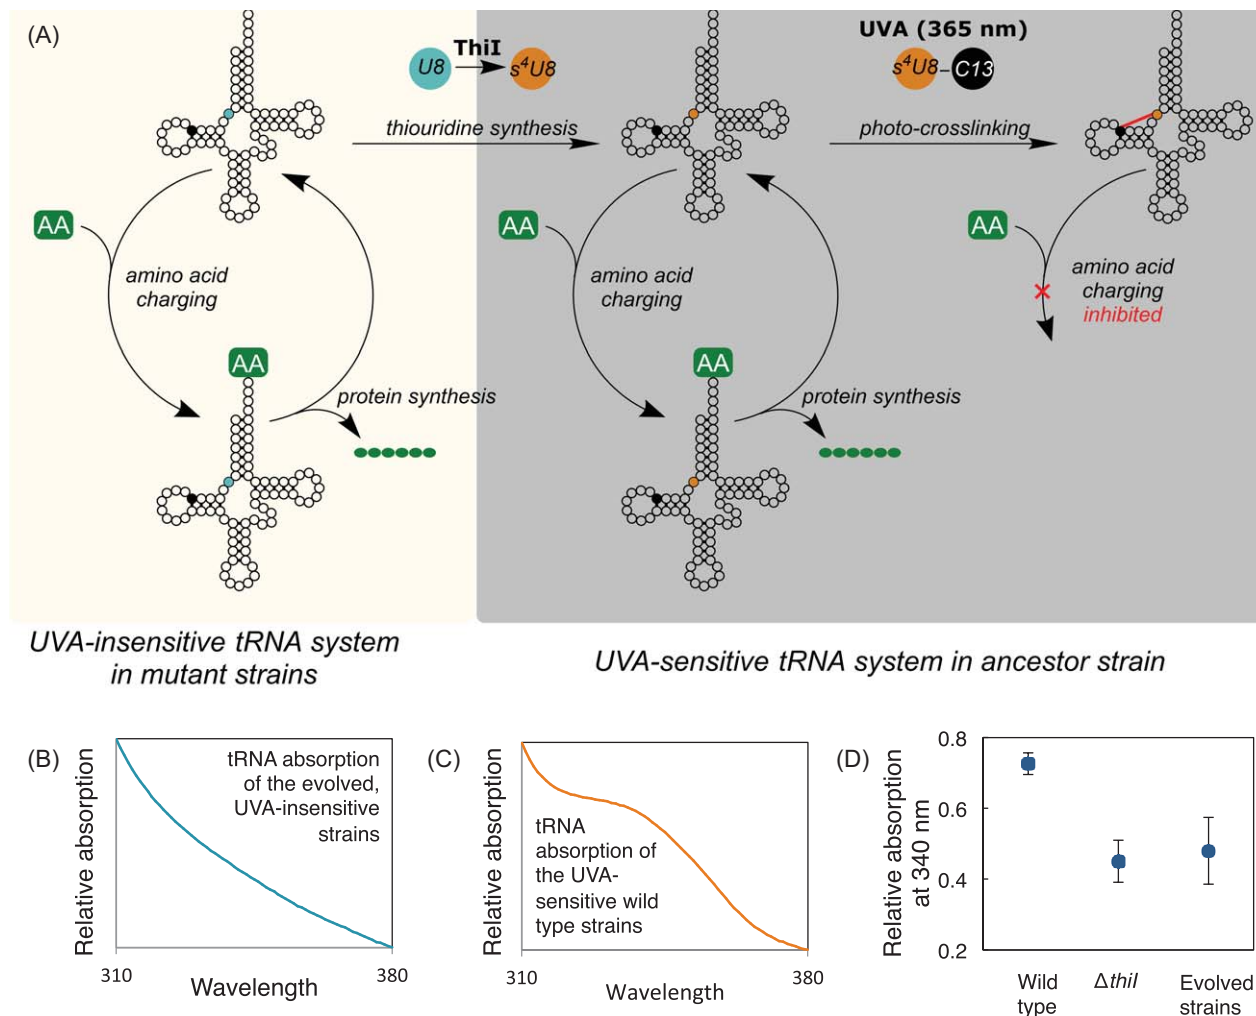 (A)
U8
ThiI
s⁴U8
thiouridine synthesis
UVA (365 nm)
s⁴U8
C13
photo-crosslinking
AA
amino acid
charging
AA
protein synthesis
AA
amino acid
charging
AA
protein synthesis
AA
amino acid
charging
inhibited
UVA-insensitive tRNA system
in mutant strains
UVA-sensitive tRNA system in ancestor strain
(B)
Relative absorption
tRNA absorption
of the evolved,
UVA-insensitive
strains
310
380
Wavelength
(C)
Relative absorption
tRNA
absorption of
the UVA-
sensitive wild
type strains
310
380
Wavelength
(D)
Relative absorption
at 340 nm
0.8
0.6
0.4
0.2
Wild
type
ΔthiI
Evolved
strains